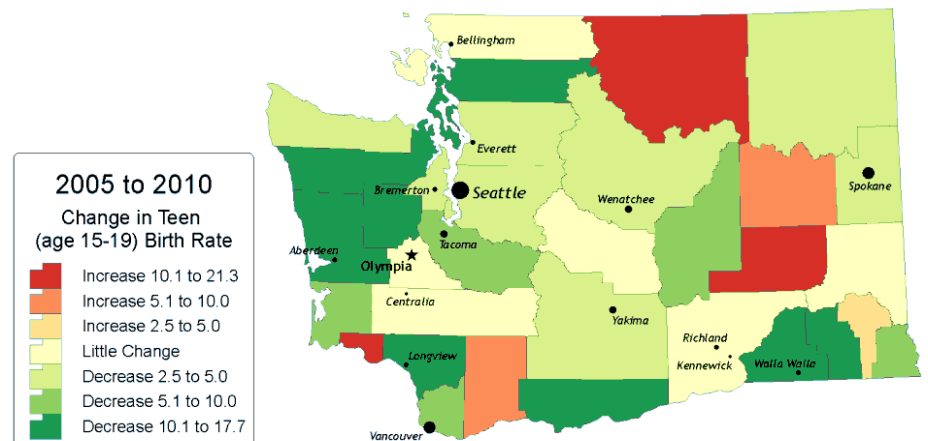 Bellingham
Everett
Bremerton
Seattle
Wenatchee
Spokane
Tacoma
Aberdeen
Olympia
Centralia
Yakima
Richland
Kennewick
Walla Walla
Longview
Vancouver
2005 to 2010
Change in Teen
(age 15-19) Birth Rate
Increase 10.1 to 21.3
Increase 5.1 to 10.0
Increase 2.5 to 5.0
Little Change
Decrease 2.5 to 5.0
Decrease 5.1 to 10.0
Decrease 10.1 to 17.7